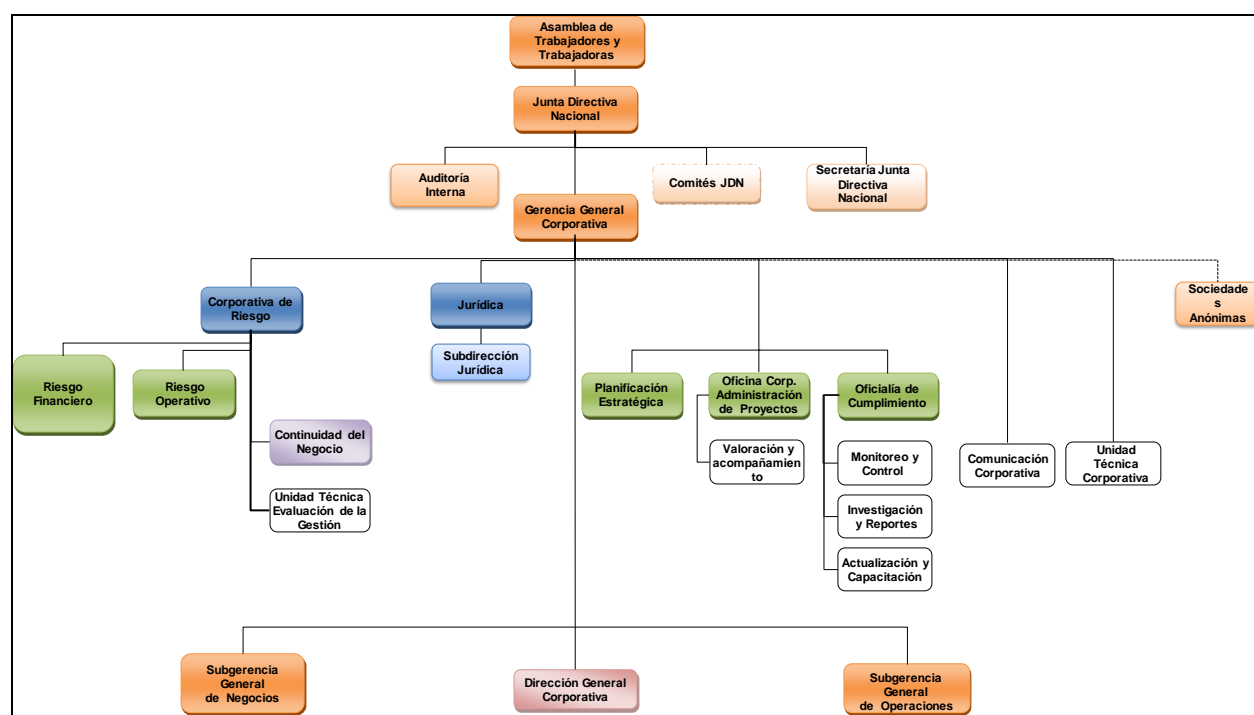 Asamblea de
Trabajadores y
Trabajadoras
Junta Directiva
Nacional
Auditoría
Interna
Comités JDN
Secretaría Junta
Directiva
Nacional
Gerencia General
Corporativa
Corporativa de
Riesgo
Jurídica
Sociedade
s
Anónimas
Subdirección
Jurídica
Riesgo
Financiero
Riesgo
Operativo
Planificación
Estratégica
Oficina Corp.
Administración
de Proyectos
Oficialía de
Cumplimiento
Continuidad del
Negocio
Valoración y
acompañamie
nto
Monitoreo y
Control
Comunicación
Corporativa
Unidad
Técnica
Corporativa
Unidad Técnica
Evaluación de la
Gestión
Investigación
y Reportes
Actualización y
Capacitación
Subgerencia
General
de Negocios
Dirección General
Corporativa
Subgerencia
General
de Operaciones